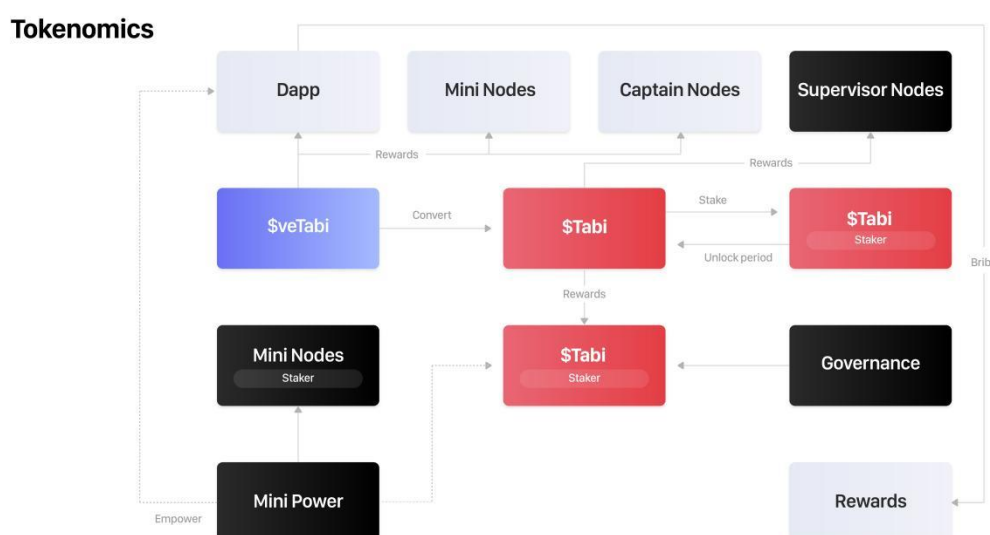 Tokenomics
Dapp
Mini Nodes
Captain Nodes
Supervisor Nodes
Rewards
Rewards
$veTabi
Convert
$Tabi
Stake
Unlock period
$Tabi
Staker
Brib
Rewards
Mini Nodes
Staker
$Tabi
Staker
Governance
Mini Power
Empower
Rewards